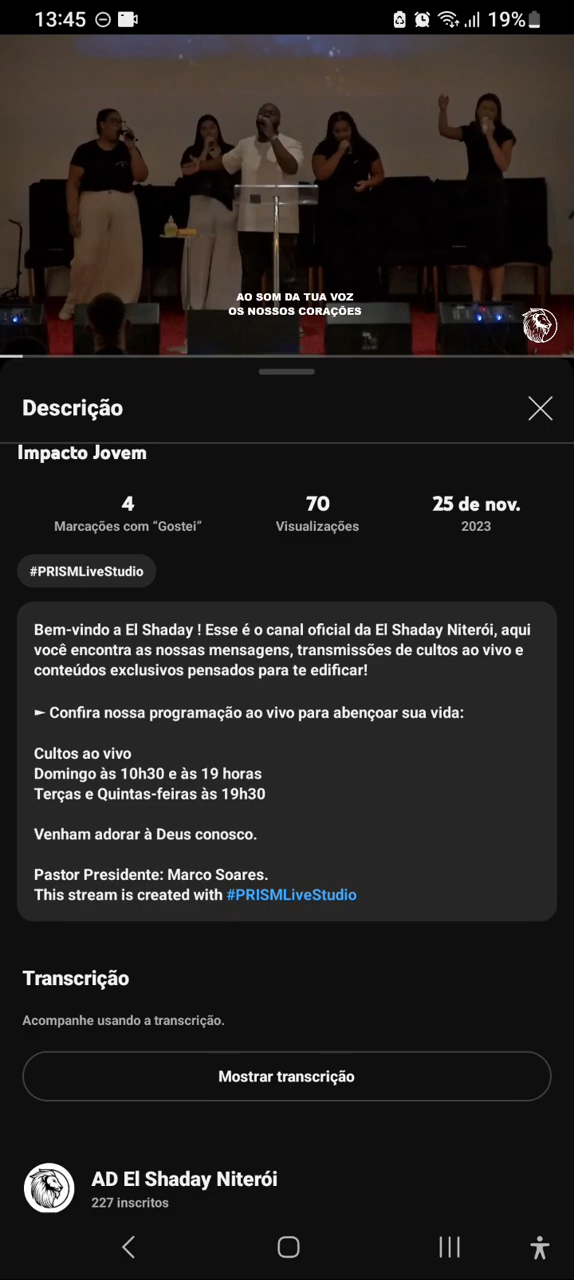 13:45
19%
AO SOM DA TUA VOZ
OS NOSSOS CORAÇÕES
Descrição
Impacto Jovem
4
Marcações com “Gostei”
70
Visualizações
25 de nov.
2023
#PRISMLiveStudio
Bem-vindo a El Shaday ! Esse é o canal oficial da El Shaday Niterói, aqui
você encontra as nossas mensagens, transmissões de cultos ao vivo e
conteúdos exclusivos pensados para te edificar!
► Confira nossa programação ao vivo para abençoar sua vida:
Cultos ao vivo
Domingo às 10h30 e às 19 horas
Terças e Quintas-feiras às 19h30
Venham adorar à Deus conosco.
Pastor Presidente: Marco Soares.
This stream is created with #PRISMLiveStudio
Transcrição
Acompanhe usando a transcrição.
Mostrar transcrição
AD El Shaday Niterói
227 inscritos